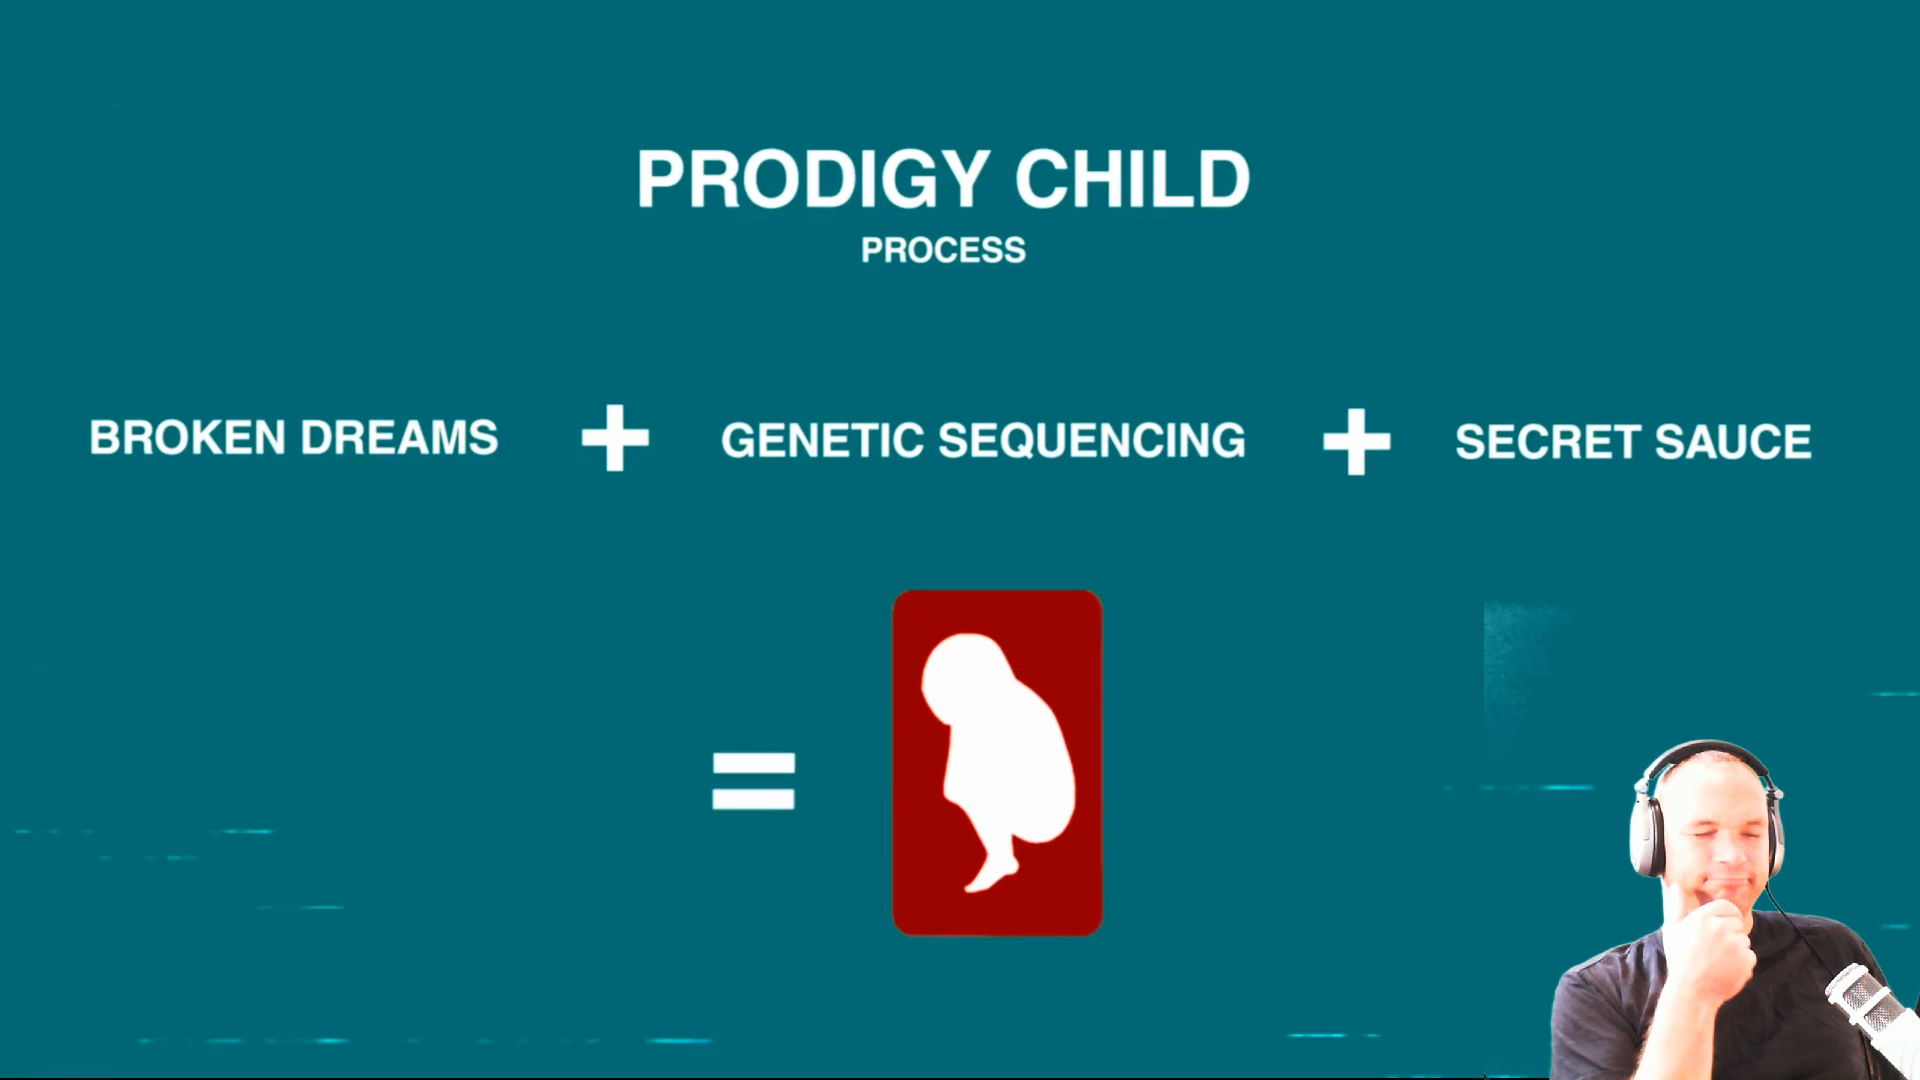 PRODIGY CHILD
PROCESS
BROKEN DREAMS + GENETIC SEQUENCING + SECRET SAUCE
=